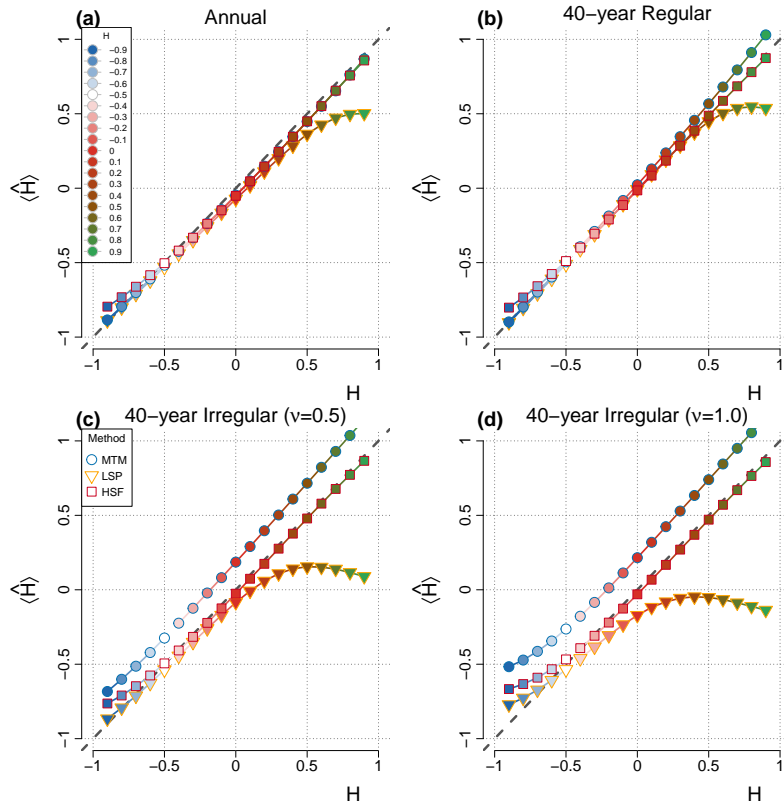 (a) Annual
H
−0.9
−0.8
−0.7
−0.6
−0.5
−0.4
−0.3
−0.2
−0.1
0
0.1
0.2
0.3
0.4
0.5
0.6
0.7
0.8
0.9
1
0.5
0
−0.5
−1
⟨Ĥ⟩
−1 −0.5 0 0.5 1
H
(b) 40−year Regular
1
0.5
0
−0.5
−1
⟨Ĥ⟩
−1 −0.5 0 0.5 1
H
(c) 40−year Irregular (ν=0.5)
Method
MTM
LSP
HSF
1
0.5
0
−0.5
−1
⟨Ĥ⟩
−1 −0.5 0 0.5 1
H
(d) 40−year Irregular (ν=1.0)
1
0.5
0
−0.5
−1
⟨Ĥ⟩
−1 −0.5 0 0.5 1
H